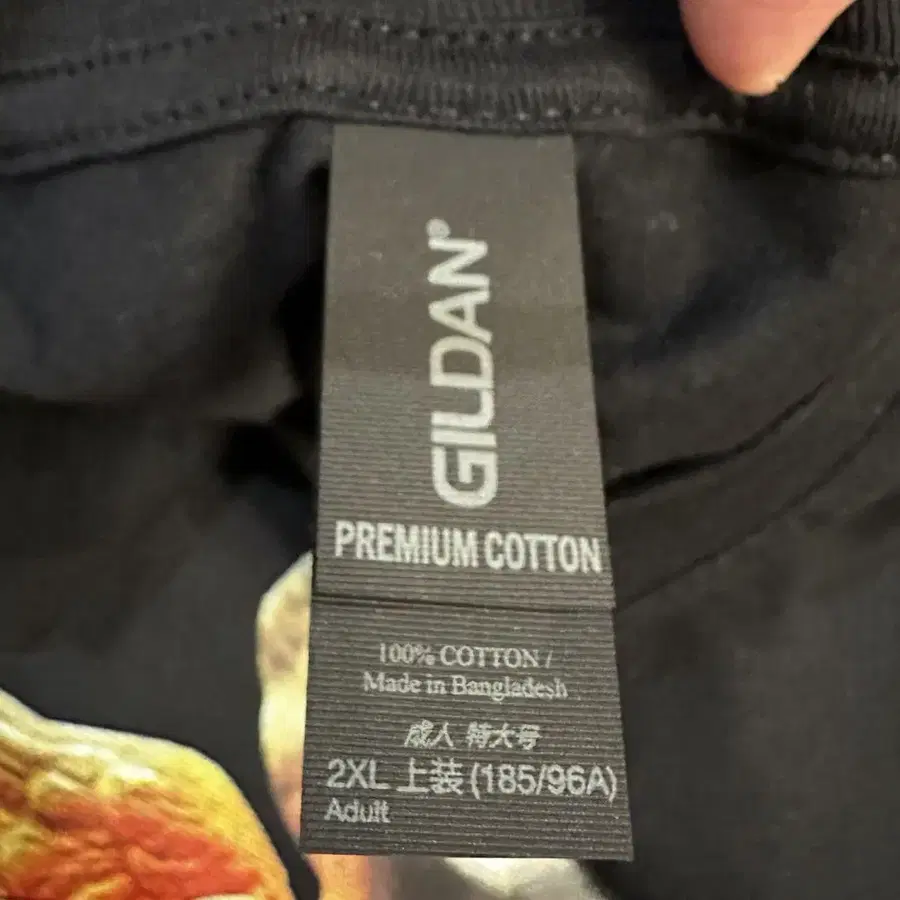 GILDAN®
PREMIUM COTTON
100% COTTON /
Made in Bangladesh
成人 特大号
2XL 上装 (185/96A)
Adult